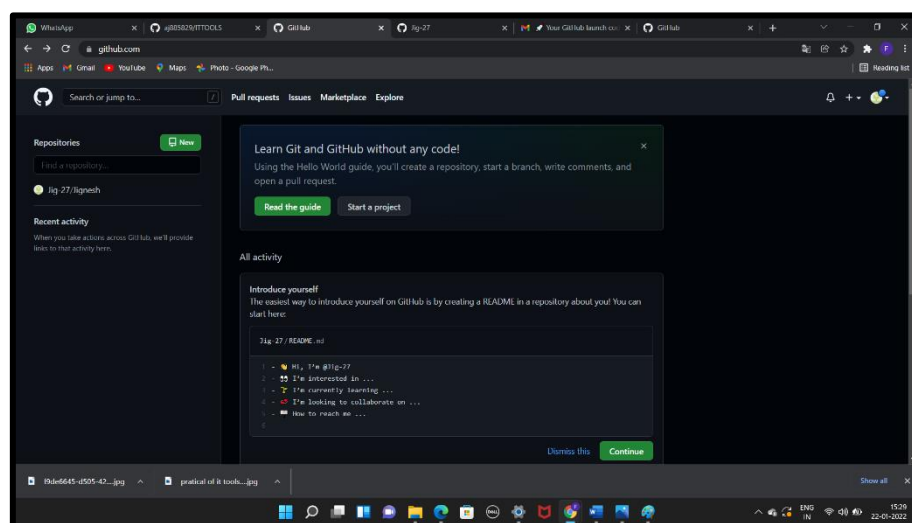 WhatsApp
aj885829/ITTOOLS
GitHub
Jig-27
Your GitHub launch co
GitHub
github.com
F
Apps Gmail YouTube Maps Photo - Google Ph...
Reading list
Search or jump to...
/
Pull requests Issues Marketplace Explore
Repositories
New
Find a repository...
Jig-27/Jignesh
Recent activity
When you take actions across GitHub, we'll provide
links to that activity here.
Learn Git and GitHub without any code!
Using the Hello World guide, you'll create a repository, start a branch, write comments, and
open a pull request.
Read the guide
Start a project
All activity
Introduce yourself
The easiest way to introduce yourself on GitHub is by creating a README in a repository about you! You can
start here:
Jig-27/README.md
1 - 👋 Hi, I'm @Jig-27
2 - 👀 I'm interested in ...
3 - 🌱 I'm currently learning ...
4 - 💞️ I'm looking to collaborate on ...
5 - 📫 How to reach me ...
6
Dismiss this
Continue
f9de6645-d505-42....jpg
pratical of it tools...jpg
Show all
DELL
ENG
IN
15:29
22-01-2022